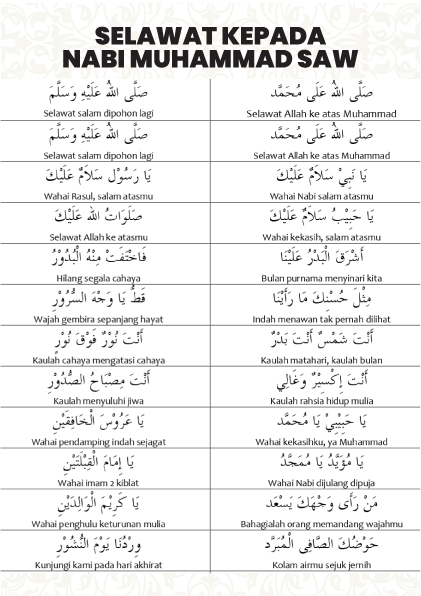 SELAWAT KEPADA
NABI MUHAMMAD SAW
صَلَّى اللهُ عَلَى مُحَمَّد
Selawat Allah ke atas Muhammad
صَلَّى اللهُ عَلَيْهِ وَسَلَّمَ
Selawat salam dipohon lagi
صَلَّى اللهُ عَلَى مُحَمَّد
Selawat Allah ke atas Muhammad
صَلَّى اللهُ عَلَيْهِ وَسَلَّمَ
Selawat salam dipohon lagi
يَا نَبِيْ سَلَامٌ عَلَيْكَ
Wahai Nabi salam atasmu
يَا رَسُوْل سَلَامٌ عَلَيْكَ
Wahai Rasul, salam atasmu
يَا حَبِيْبُ سَلَامٌ عَلَيْكَ
Wahai kekasih, salam atasmu
صَلَوَاتُ الله عَلَيْكَ
Selawat Allah ke atasmu
أَشْرَقَ الْبَدْرُ عَلَيْنَا
Bulan purnama menyinari kita
فَاخْتَفَتْ مِنْهُ الْبُدُوْرُ
Hilang segala cahaya
مِثْلَ حُسْنِكَ مَا رَأَيْنَا
Indah menawan tak pernah dilihat
قَطُّ يَا وَجْهَ السُّرُوْرِ
Wajah gembira sepanjang hayat
أَنْتَ شَمْسٌ أَنْتَ بَدْرٌ
Kaulah matahari, kaulah bulan
أَنْتَ نُوْرٌ فَوْقَ نُوْرٍ
Kaulah cahaya mengatasi cahaya
أَنْتَ إِكْسِيْرٌ وَغَالِي
Kaulah rahsia hidup mulia
أَنْتَ مِصْبَاحُ الصُّدُوْرِ
Kaulah menyuluhi jiwa
يَا حَبِيْبِيْ يَا مُحَمَّد
Wahai kekasihku, ya Muhammad
يَا عَرُوْسَ الْخَافِقَيْنِ
Wahai pendamping indah sejagat
يَا مُؤَيَّدُ يَا مُمَجَّدُ
Wahai Nabi dijulang dipuja
يَا إِمَامَ الْقِبْلَتَيْنِ
Wahai imam 2 kiblat
مَنْ رَأَى وَجْهَكَ يَسْعَد
Bahagialah orang memandang wajahmu
يَا كَرِيْمَ الْوَالِدَيْنِ
Wahai penghulu keturunan mulia
حَوْضُكَ الصَّافِى الْمُبَرَّد
Kolam airmu sejuk jernih
وِرْدُنَا يَوْمَ النُّشُوْرِ
Kunjungi kami pada hari akhirat